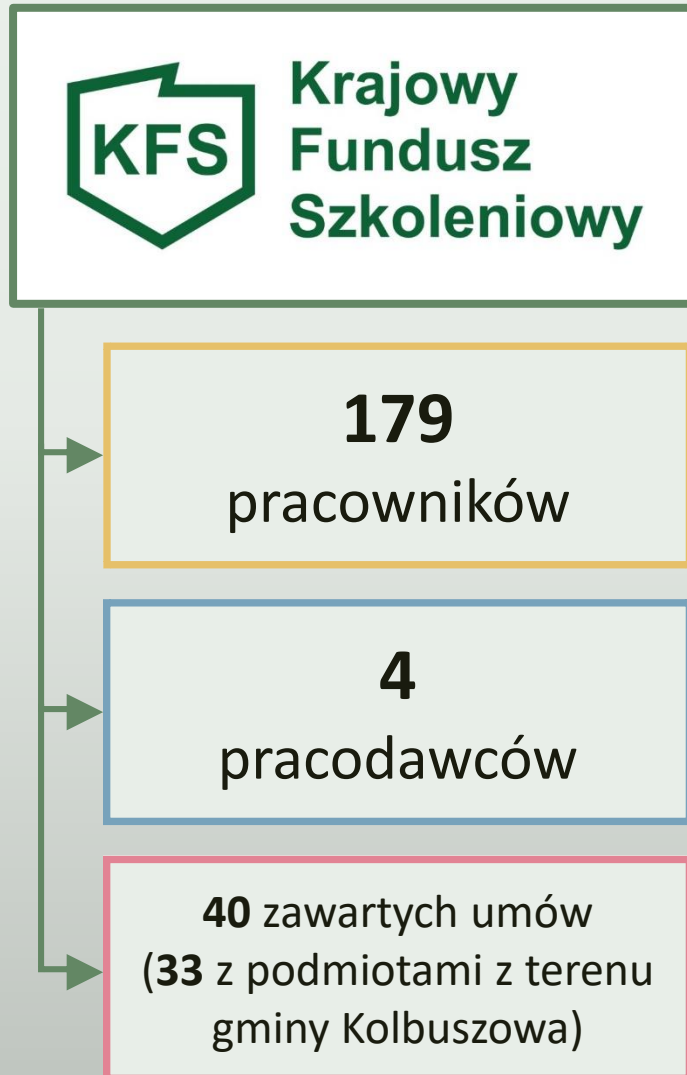 KFS
Krajowy
Fundusz
Szkoleniowy
179
pracowników
4
pracodawców
40 zawartych umów
(33 z podmiotami z terenu
gminy Kolbuszowa)